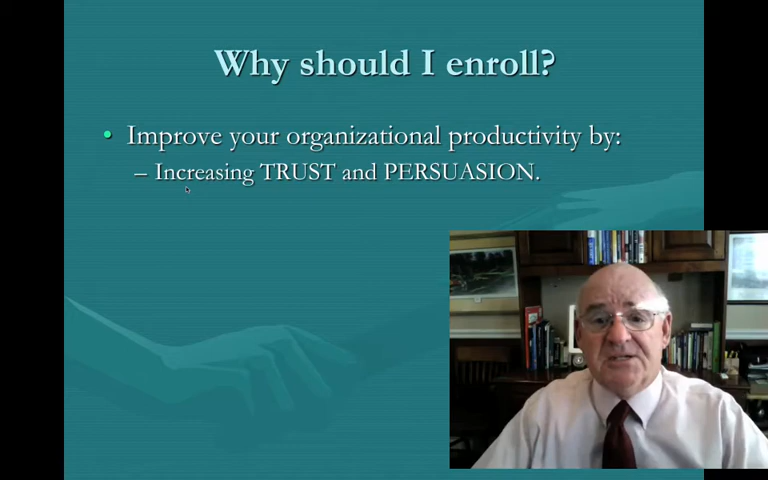 Why should I enroll?
• Improve your organizational productivity by:
– Increasing TRUST and PERSUASION.